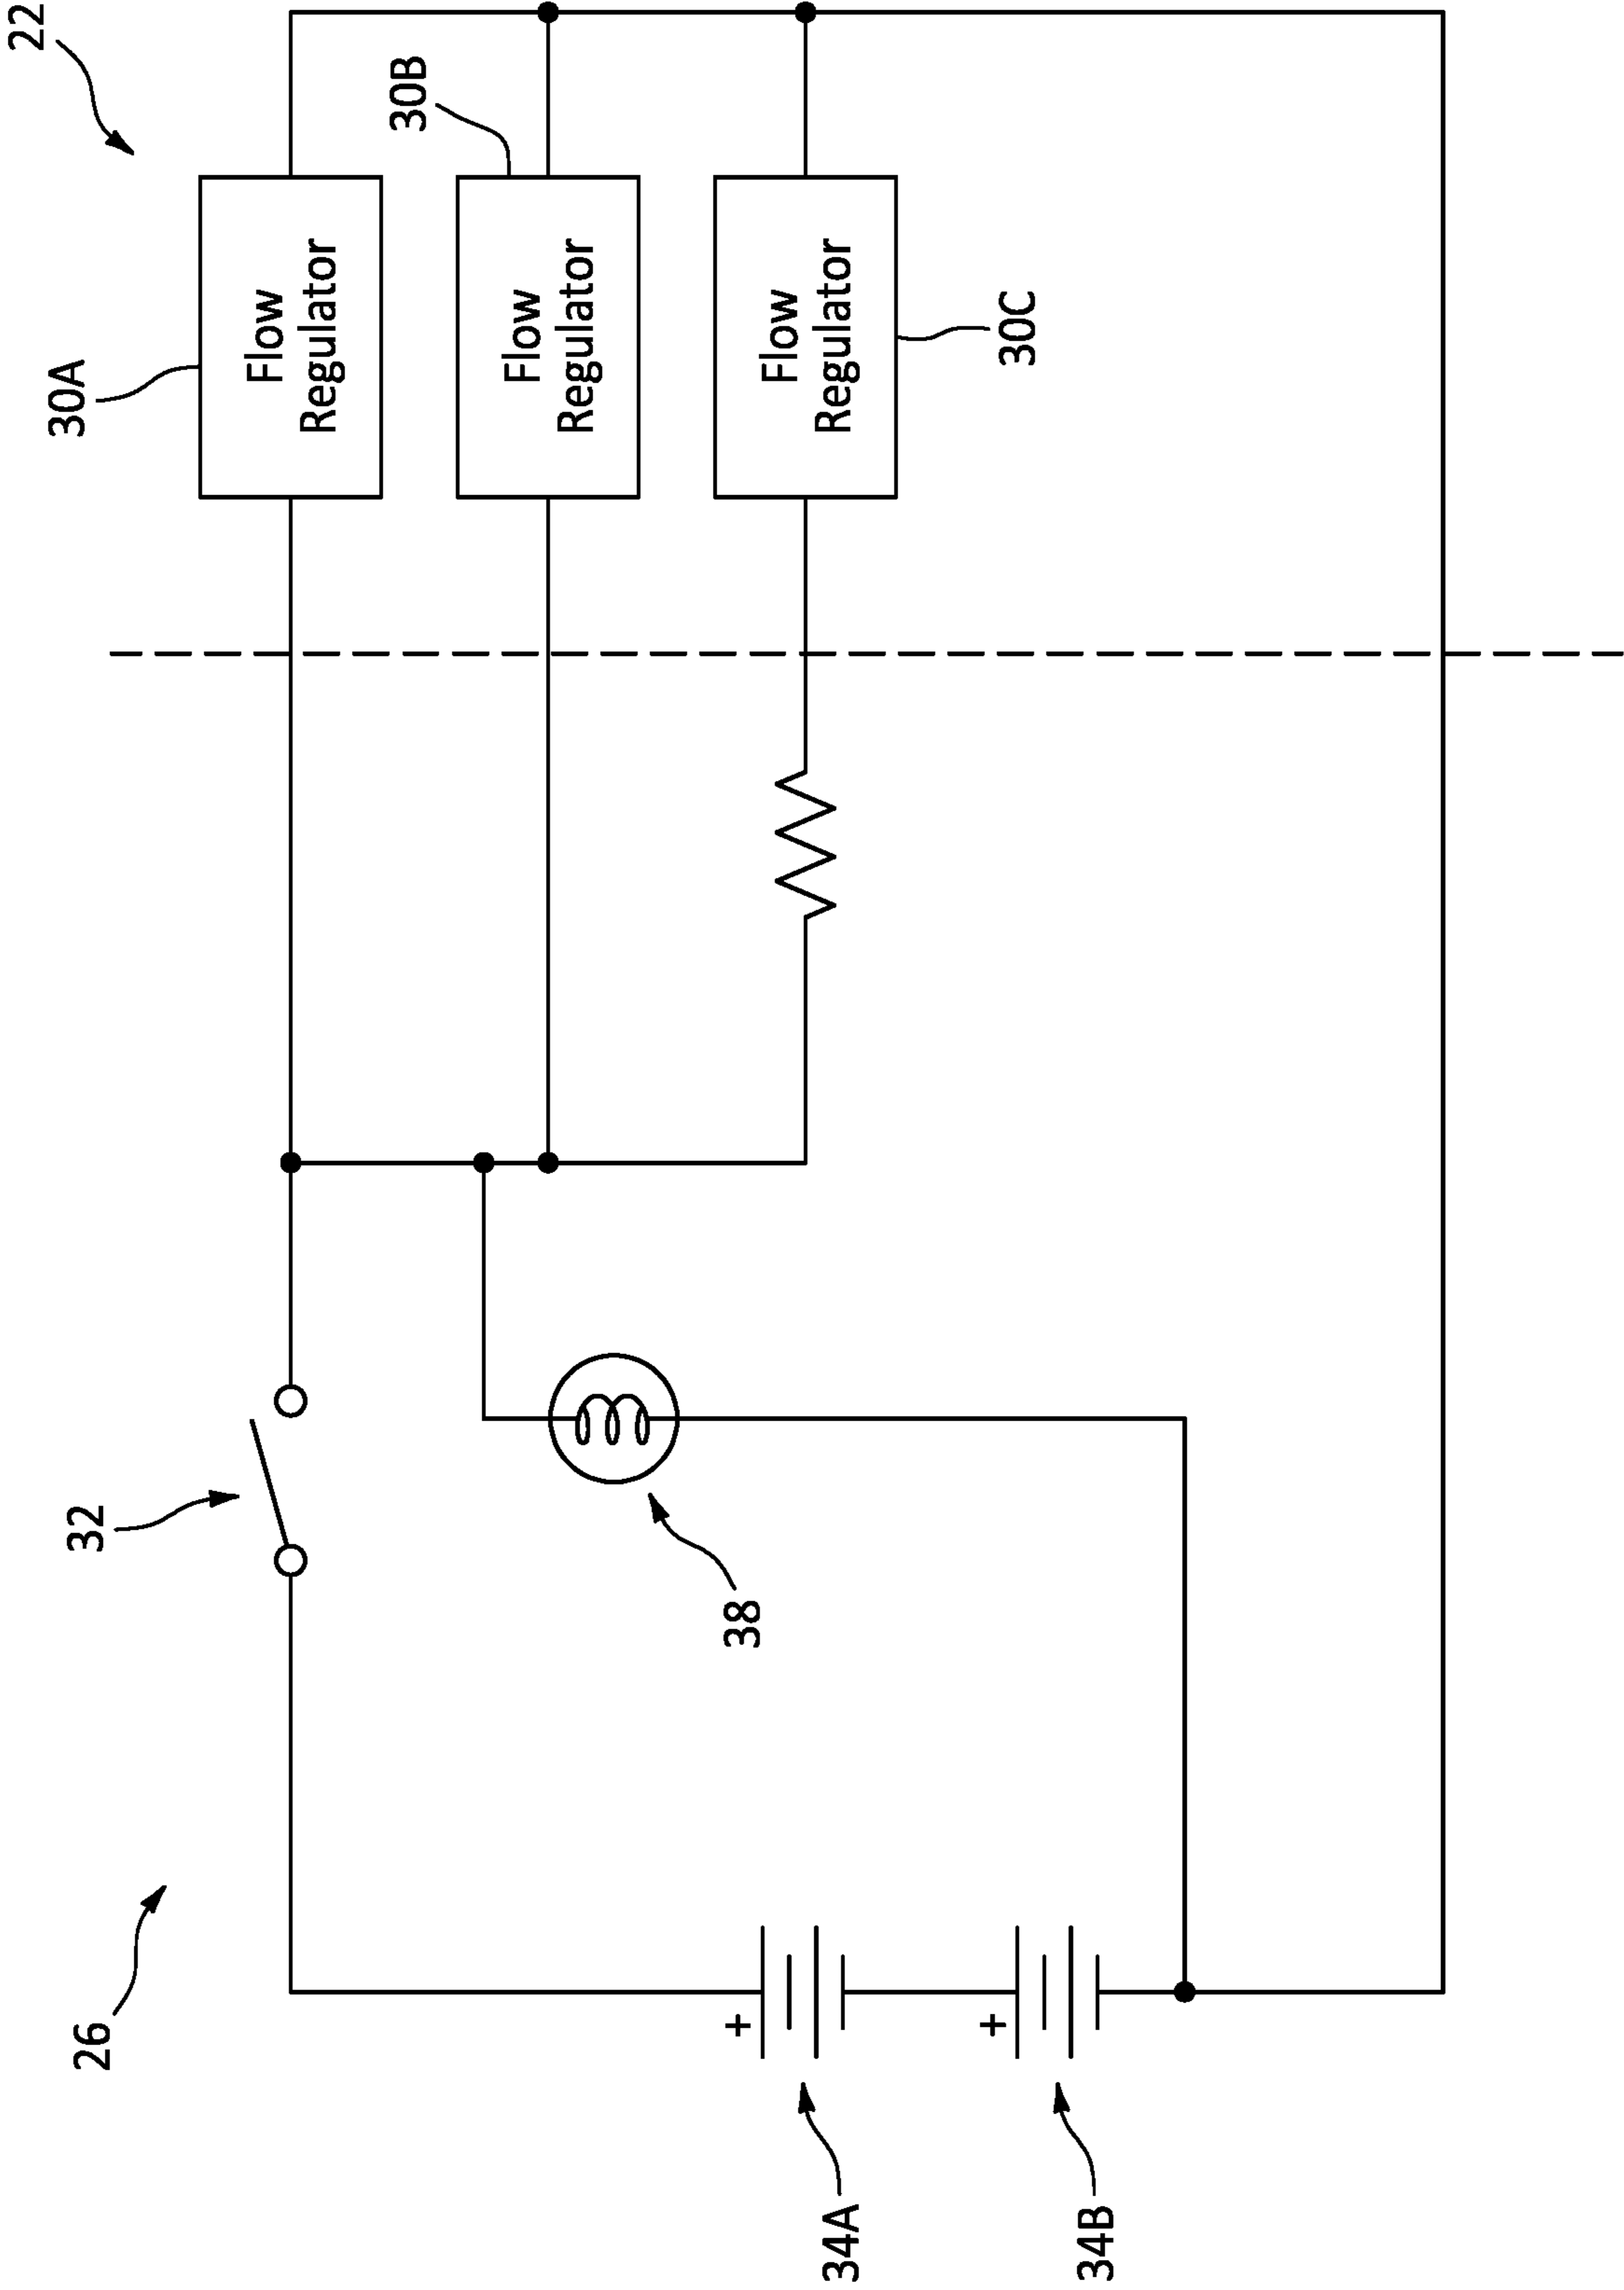 22
30A
Flow
Regulator
30B
Flow
Regulator
30C
Flow
Regulator
32
38
26
+
34A
+
34B